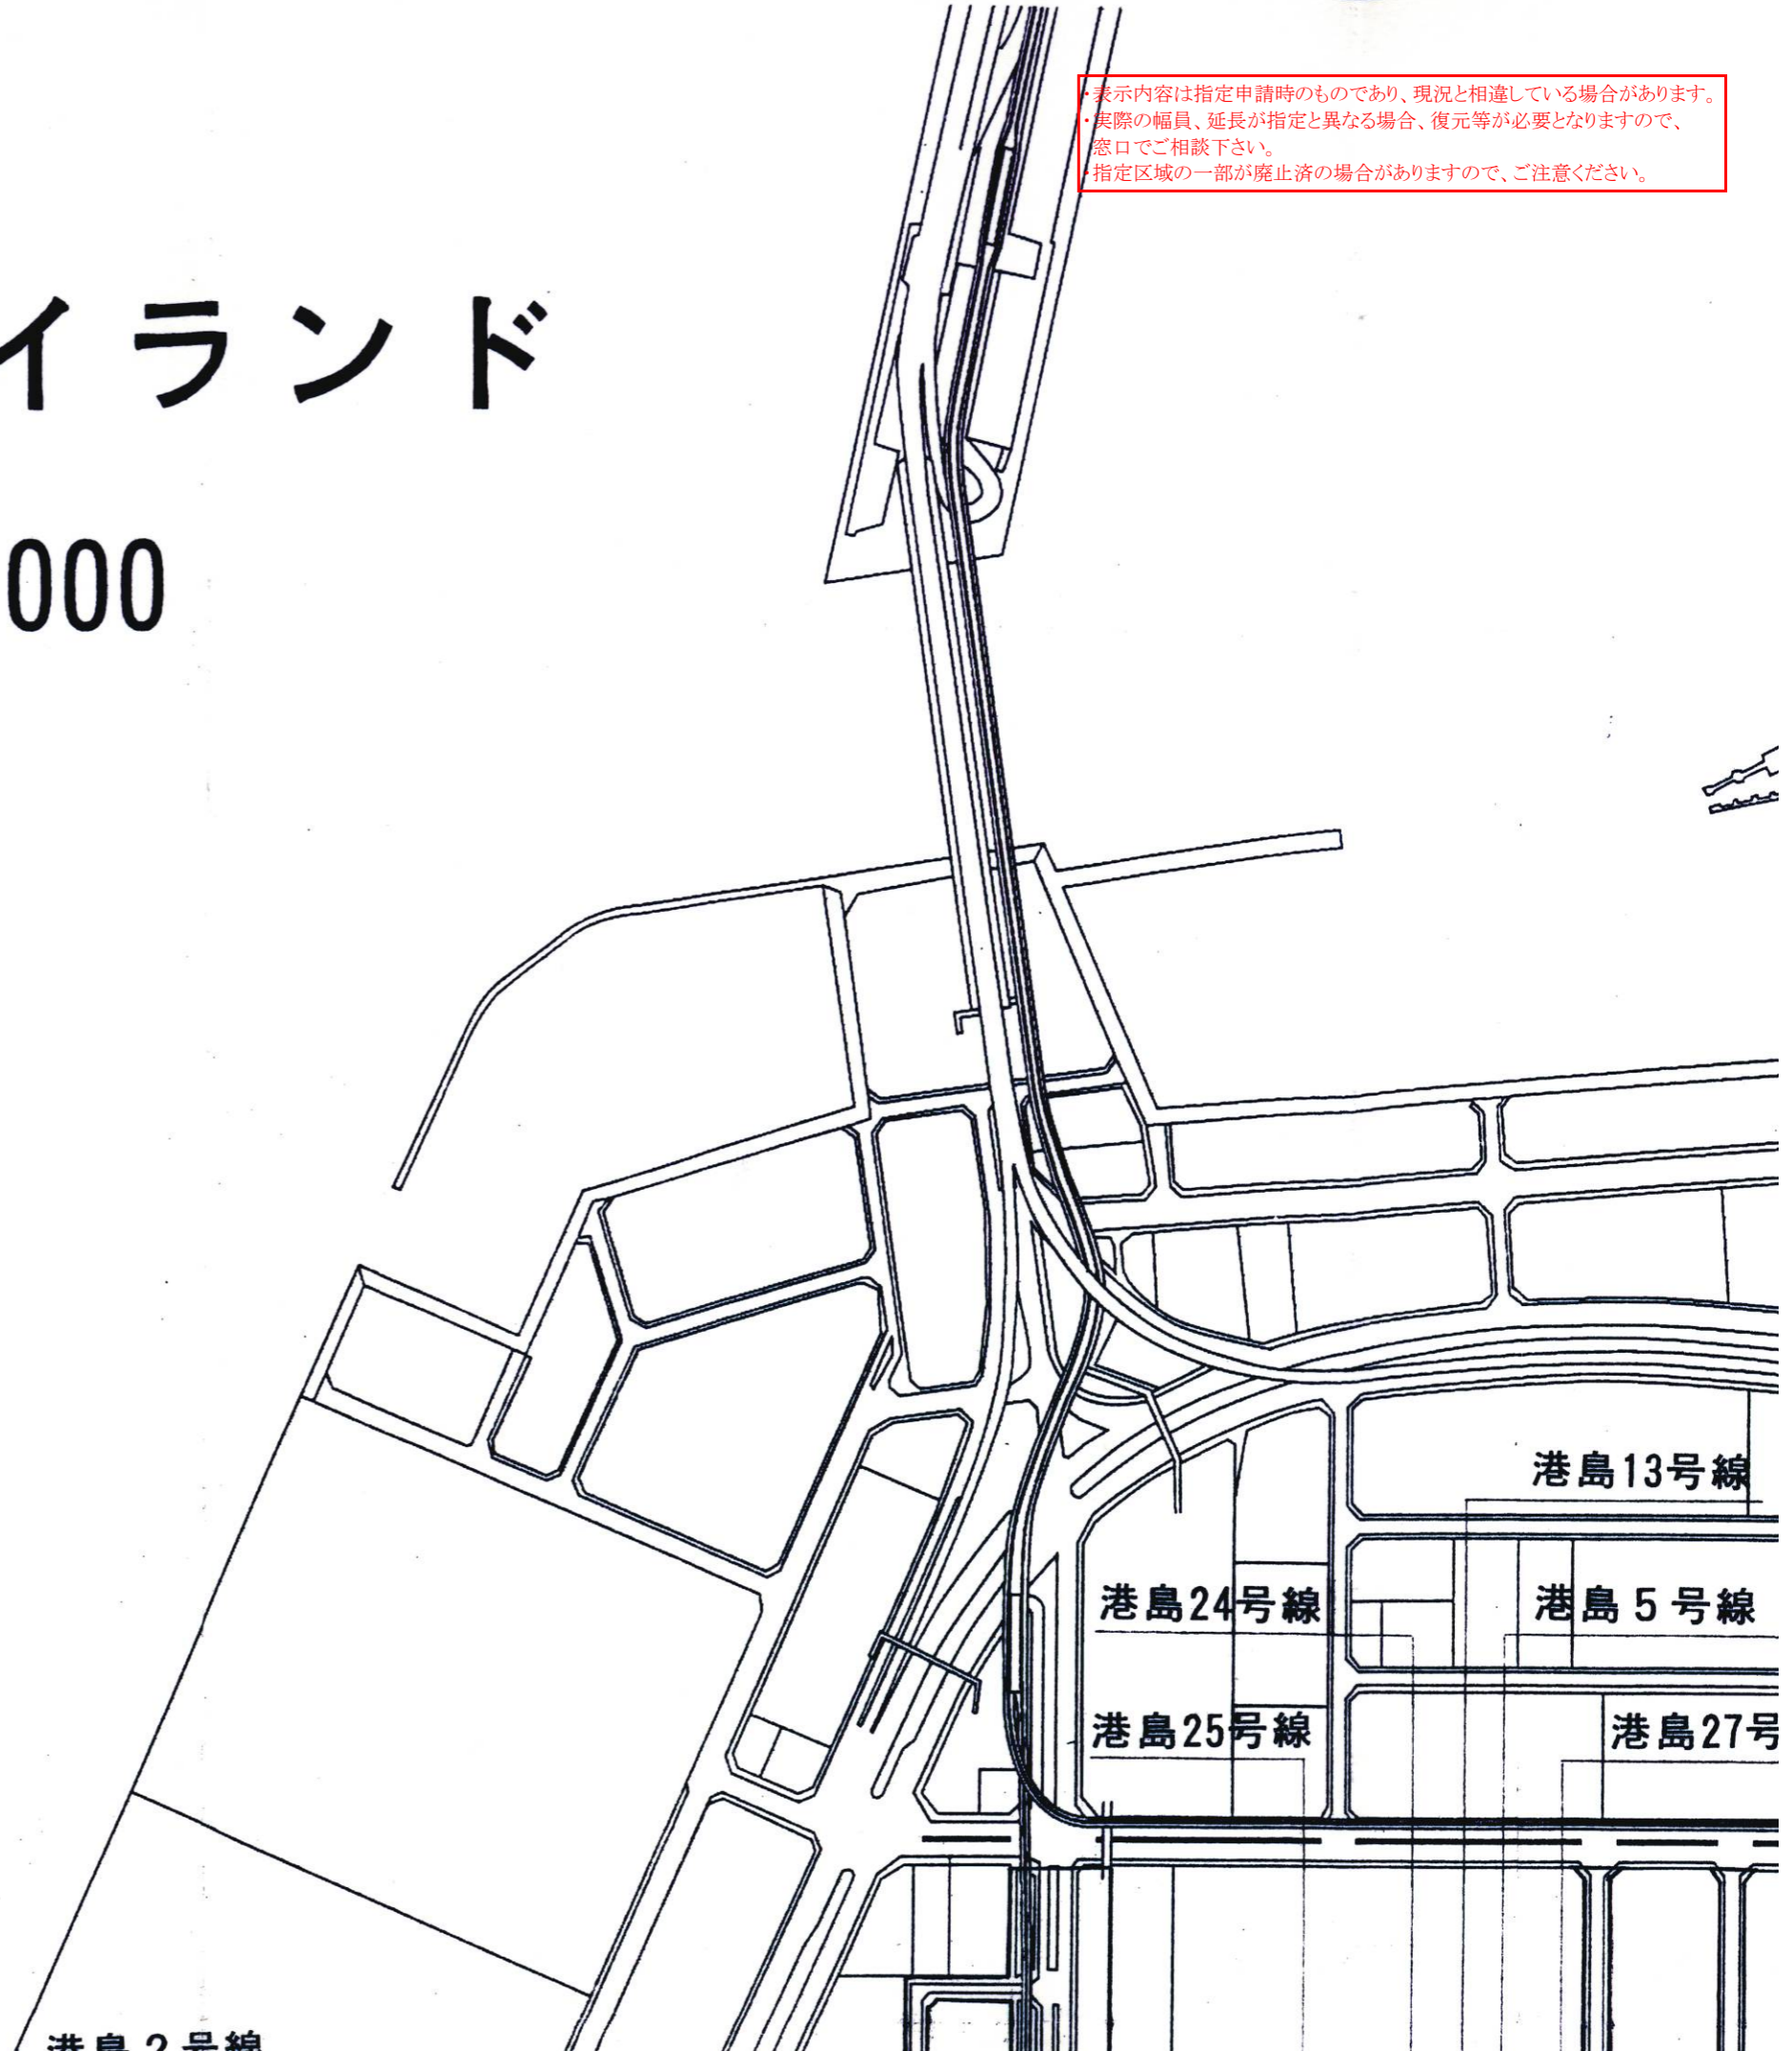 ・表示内容は指定申請時のものであり、現況と相違している場合があります。
・実際の幅員、延長が指定と異なる場合、復元等が必要となりますので、
窓口でご相談下さい。
・指定区域の一部が廃止済の場合がありますので、ご注意ください。
イランド
000
港島13号線
港島24号線
港島5号線
港島25号線
港島27号
港島2号線